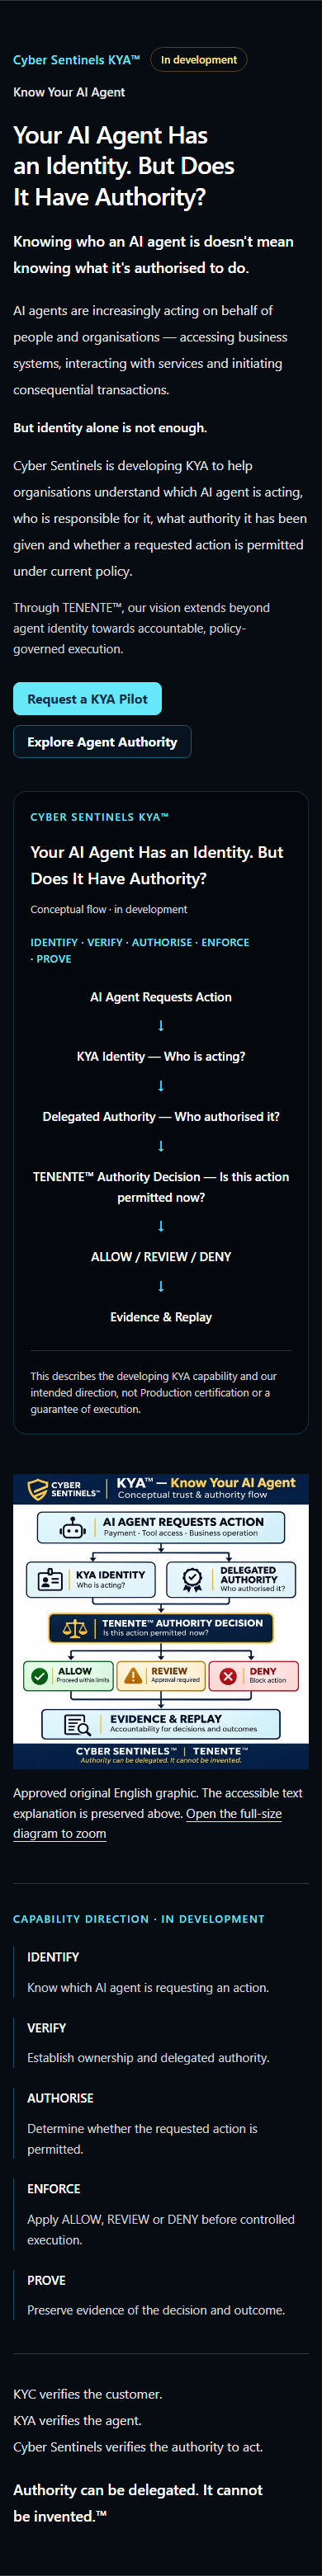 Cyber Sentinels KYA™ In development
Know Your AI Agent
Your AI Agent Has
an Identity. But Does
It Have Authority?
Knowing who an AI agent is doesn't mean
knowing what it's authorised to do.
AI agents are increasingly acting on behalf of
people and organisations — accessing business
systems, interacting with services and initiating
consequential transactions.
But identity alone is not enough.
Cyber Sentinels is developing KYA to help
organisations understand which AI agent is acting,
who is responsible for it, what authority it has been
given and whether a requested action is permitted
under current policy.
Through TENENTE™, our vision extends beyond
agent identity towards accountable, policy-
governed execution.
Request a KYA Pilot
Explore Agent Authority
CYBER SENTINELS KYA™
Your AI Agent Has an Identity. But
Does It Have Authority?
Conceptual flow · in development
IDENTIFY · VERIFY · AUTHORISE · ENFORCE
· PROVE
AI Agent Requests Action
↓
KYA Identity — Who is acting?
↓
Delegated Authority — Who authorised it?
↓
TENENTE™ Authority Decision — Is this action
permitted now?
↓
ALLOW / REVIEW / DENY
↓
Evidence & Replay
This describes the developing KYA capability and our
intended direction, not Production certification or a
guarantee of execution.
CYBER
SENTINELS™
KYA™ — Know Your AI Agent
Conceptual trust & authority flow
AI AGENT REQUESTS ACTION
Payment · Tool access · Business operation
KYA IDENTITY
Who is acting?
DELEGATED
AUTHORITY
Who authorised it?
TENENTE™ AUTHORITY DECISION
Is this action permitted now?
ALLOW
Proceed within limits
REVIEW
Approval required
DENY
Block action
EVIDENCE & REPLAY
Accountability for decisions and outcomes
CYBER SENTINELS™ | TENENTE™
Authority can be delegated. It cannot be invented.
Approved original English graphic. The accessible text
explanation is preserved above. Open the full-size
diagram to zoom
CAPABILITY DIRECTION · IN DEVELOPMENT
IDENTIFY
Know which AI agent is requesting an action.
VERIFY
Establish ownership and delegated authority.
AUTHORISE
Determine whether the requested action is
permitted.
ENFORCE
Apply ALLOW, REVIEW or DENY before controlled
execution.
PROVE
Preserve evidence of the decision and outcome.
KYC verifies the customer.
KYA verifies the agent.
Cyber Sentinels verifies the authority to act.
Authority can be delegated. It cannot
be invented.™